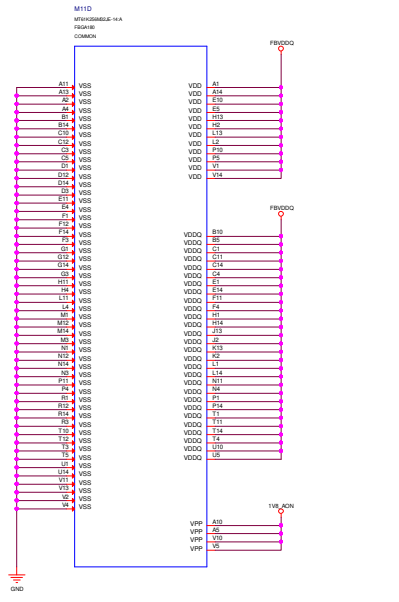 M11D
MT61K256M32JE-14:A
FBGA180
COMMON
FBVDDQ
A11 VSS VDD A1
A13 VSS VDD A14
A2 VSS VDD E10
A4 VSS VDD E5
B1 VSS VDD H13
B14 VSS VDD H2
C10 VSS VDD L13
C12 VSS VDD L2
C3 VSS VDD P10
C5 VSS VDD P5
D1 VSS VDD V1
D12 VSS VDD V14
D14 VSS
D3 VSS
E11 VSS
E4 VSS
FBVDDQ
F1 VSS
F12 VSS
F14 VSS VDDQ B10
F3 VSS VDDQ B5
G1 VSS VDDQ C1
G12 VSS VDDQ C11
G14 VSS VDDQ C14
G3 VSS VDDQ C4
H11 VSS VDDQ E1
H4 VSS VDDQ E14
L11 VSS VDDQ F11
L4 VSS VDDQ F4
M1 VSS VDDQ H1
M12 VSS VDDQ H14
M14 VSS VDDQ J13
M3 VSS VDDQ J2
N1 VSS VDDQ K13
N12 VSS VDDQ K2
N14 VSS VDDQ L1
N3 VSS VDDQ L14
P11 VSS VDDQ N11
P4 VSS VDDQ N4
R1 VSS VDDQ P1
R12 VSS VDDQ P14
R14 VSS VDDQ T1
R3 VSS VDDQ T11
T10 VSS VDDQ T14
T12 VSS VDDQ T4
T3 VSS VDDQ U10
T5 VSS VDDQ U5
U1 VSS
U14 VSS
V11 VSS
V13 VSS
V2 VSS
V4 VSS
1V8_AON
VPP A10
VPP A5
VPP V10
VPP V5
GND